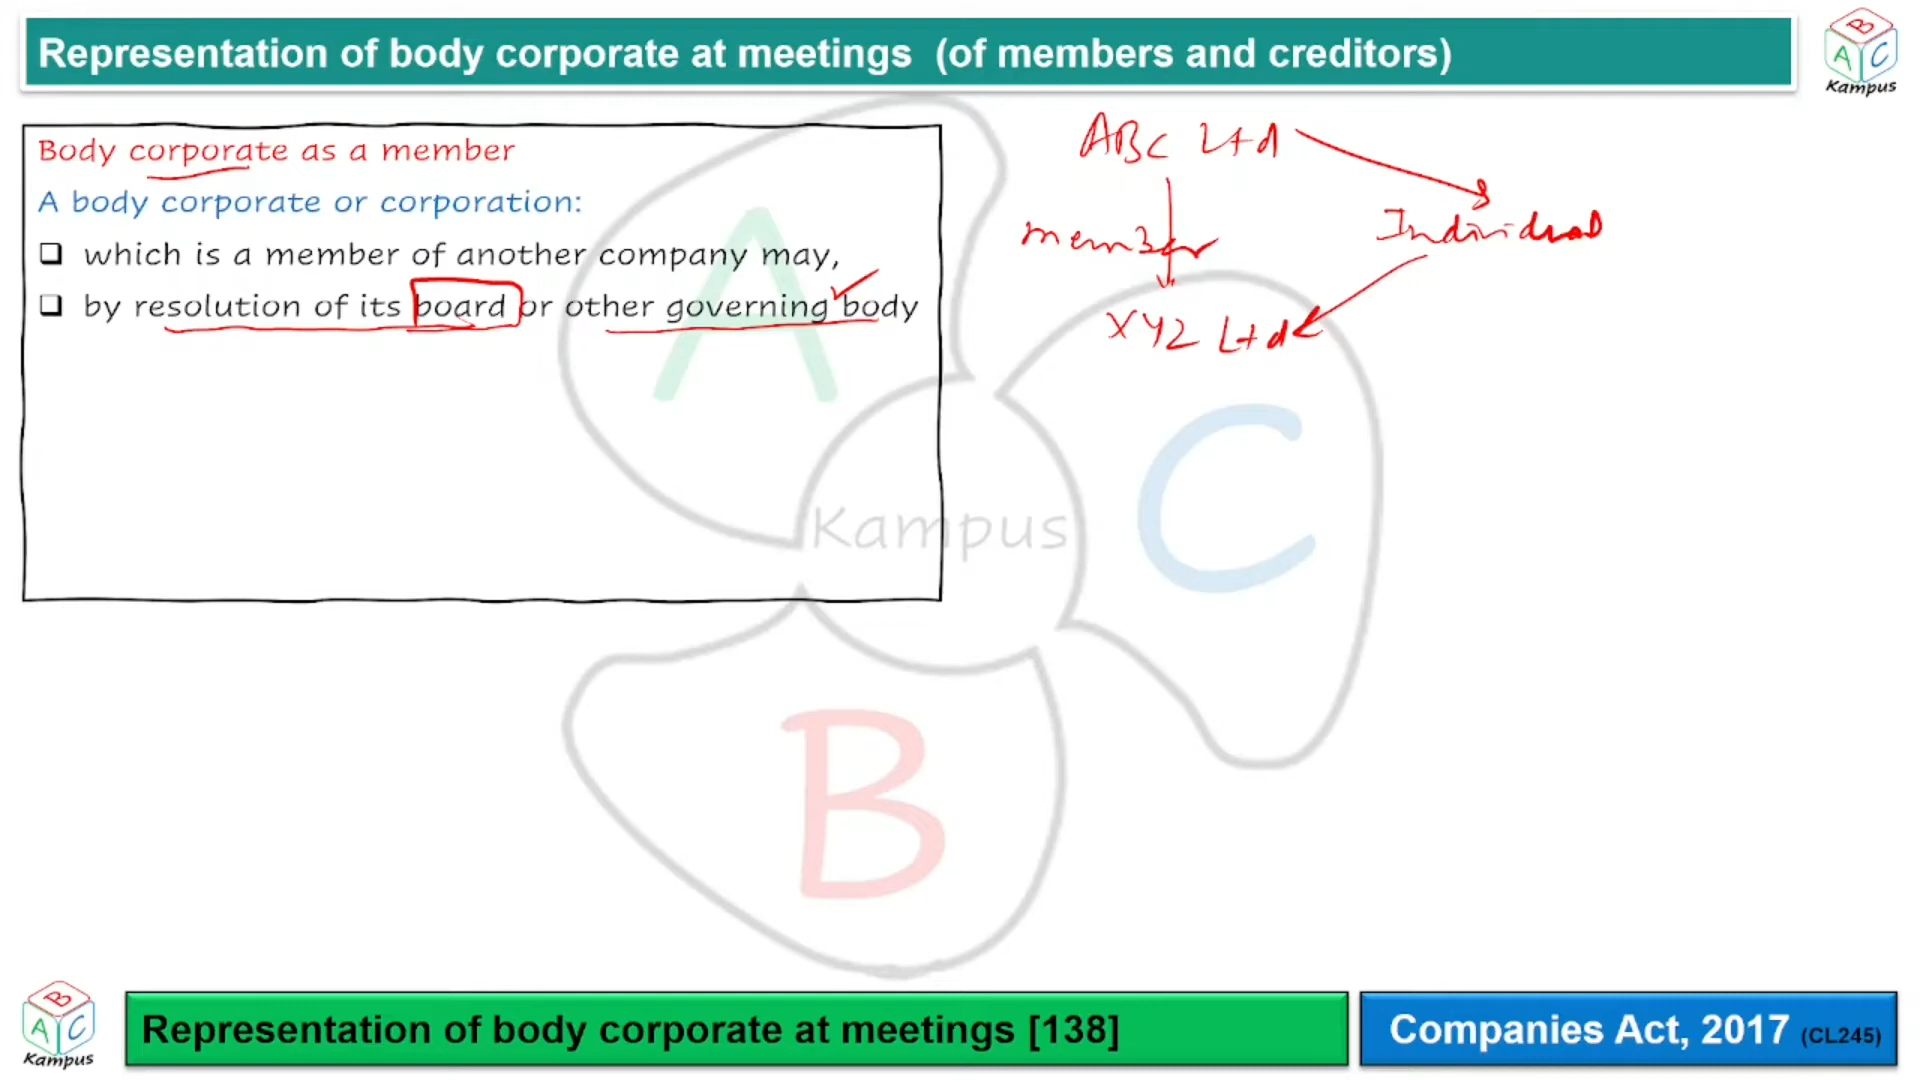 Representation of body corporate at meetings (of members and creditors)
B
A C
Kampus
Body corporate as a member
A body corporate or corporation:
which is a member of another company may,
by resolution of its board or other governing body
ABC Ltd
member
Individual
XYZ Ltd
A
Kampus
C
B
B
A C
Kampus
Representation of body corporate at meetings [138]
Companies Act, 2017 (CL245)